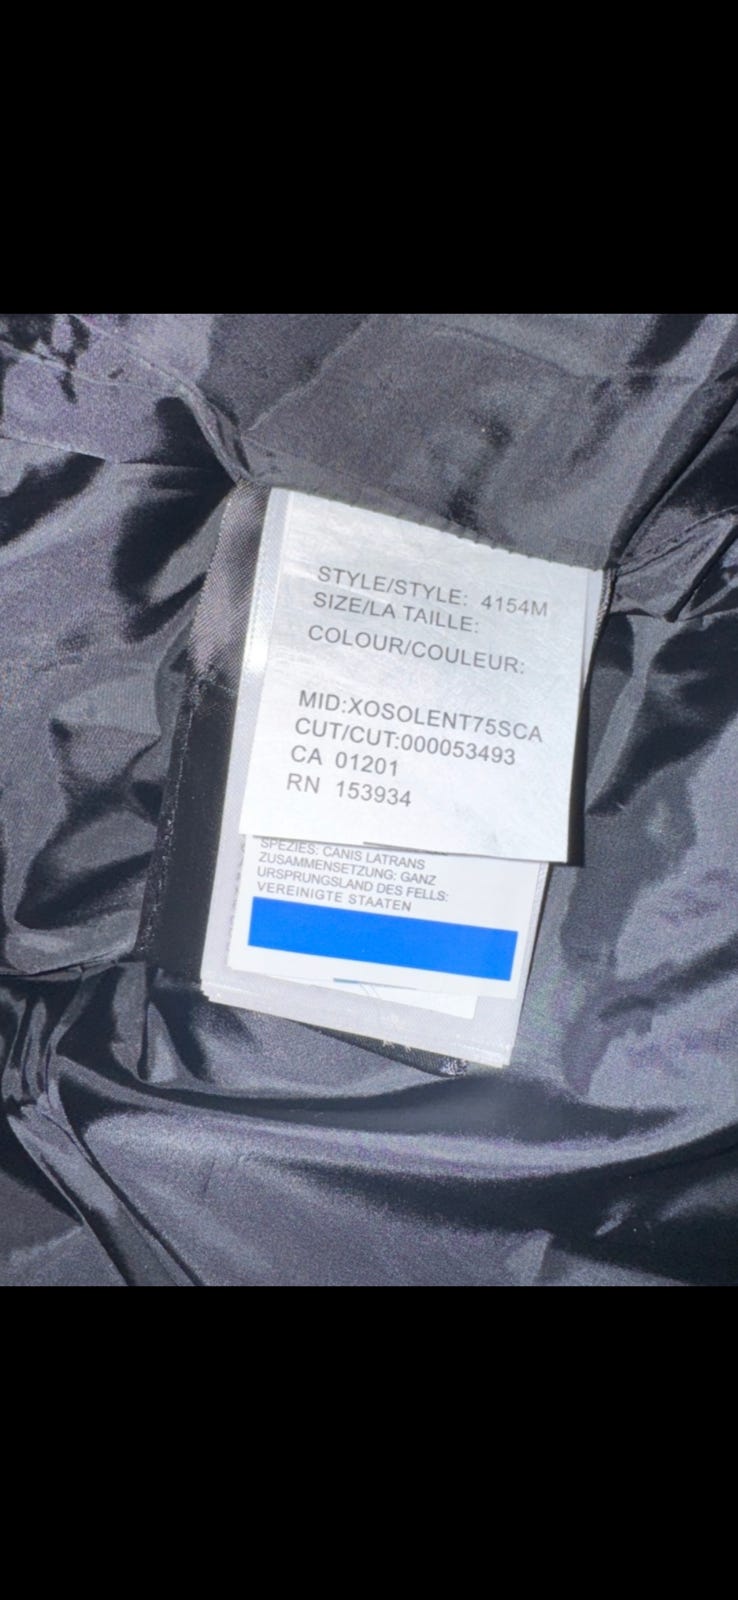 STYLE/STYLE: 4154M
SIZE/LA TAILLE:
COLOUR/COULEUR:
MID:XOSOLENT75SCA
CUT/CUT:000053493
CA 01201
RN 153934
SPEZIES: CANIS LATRANS
ZUSAMMENSETZUNG: GANZ
URSPRUNGSLAND DES FELLS:
VEREINIGTE STAATEN